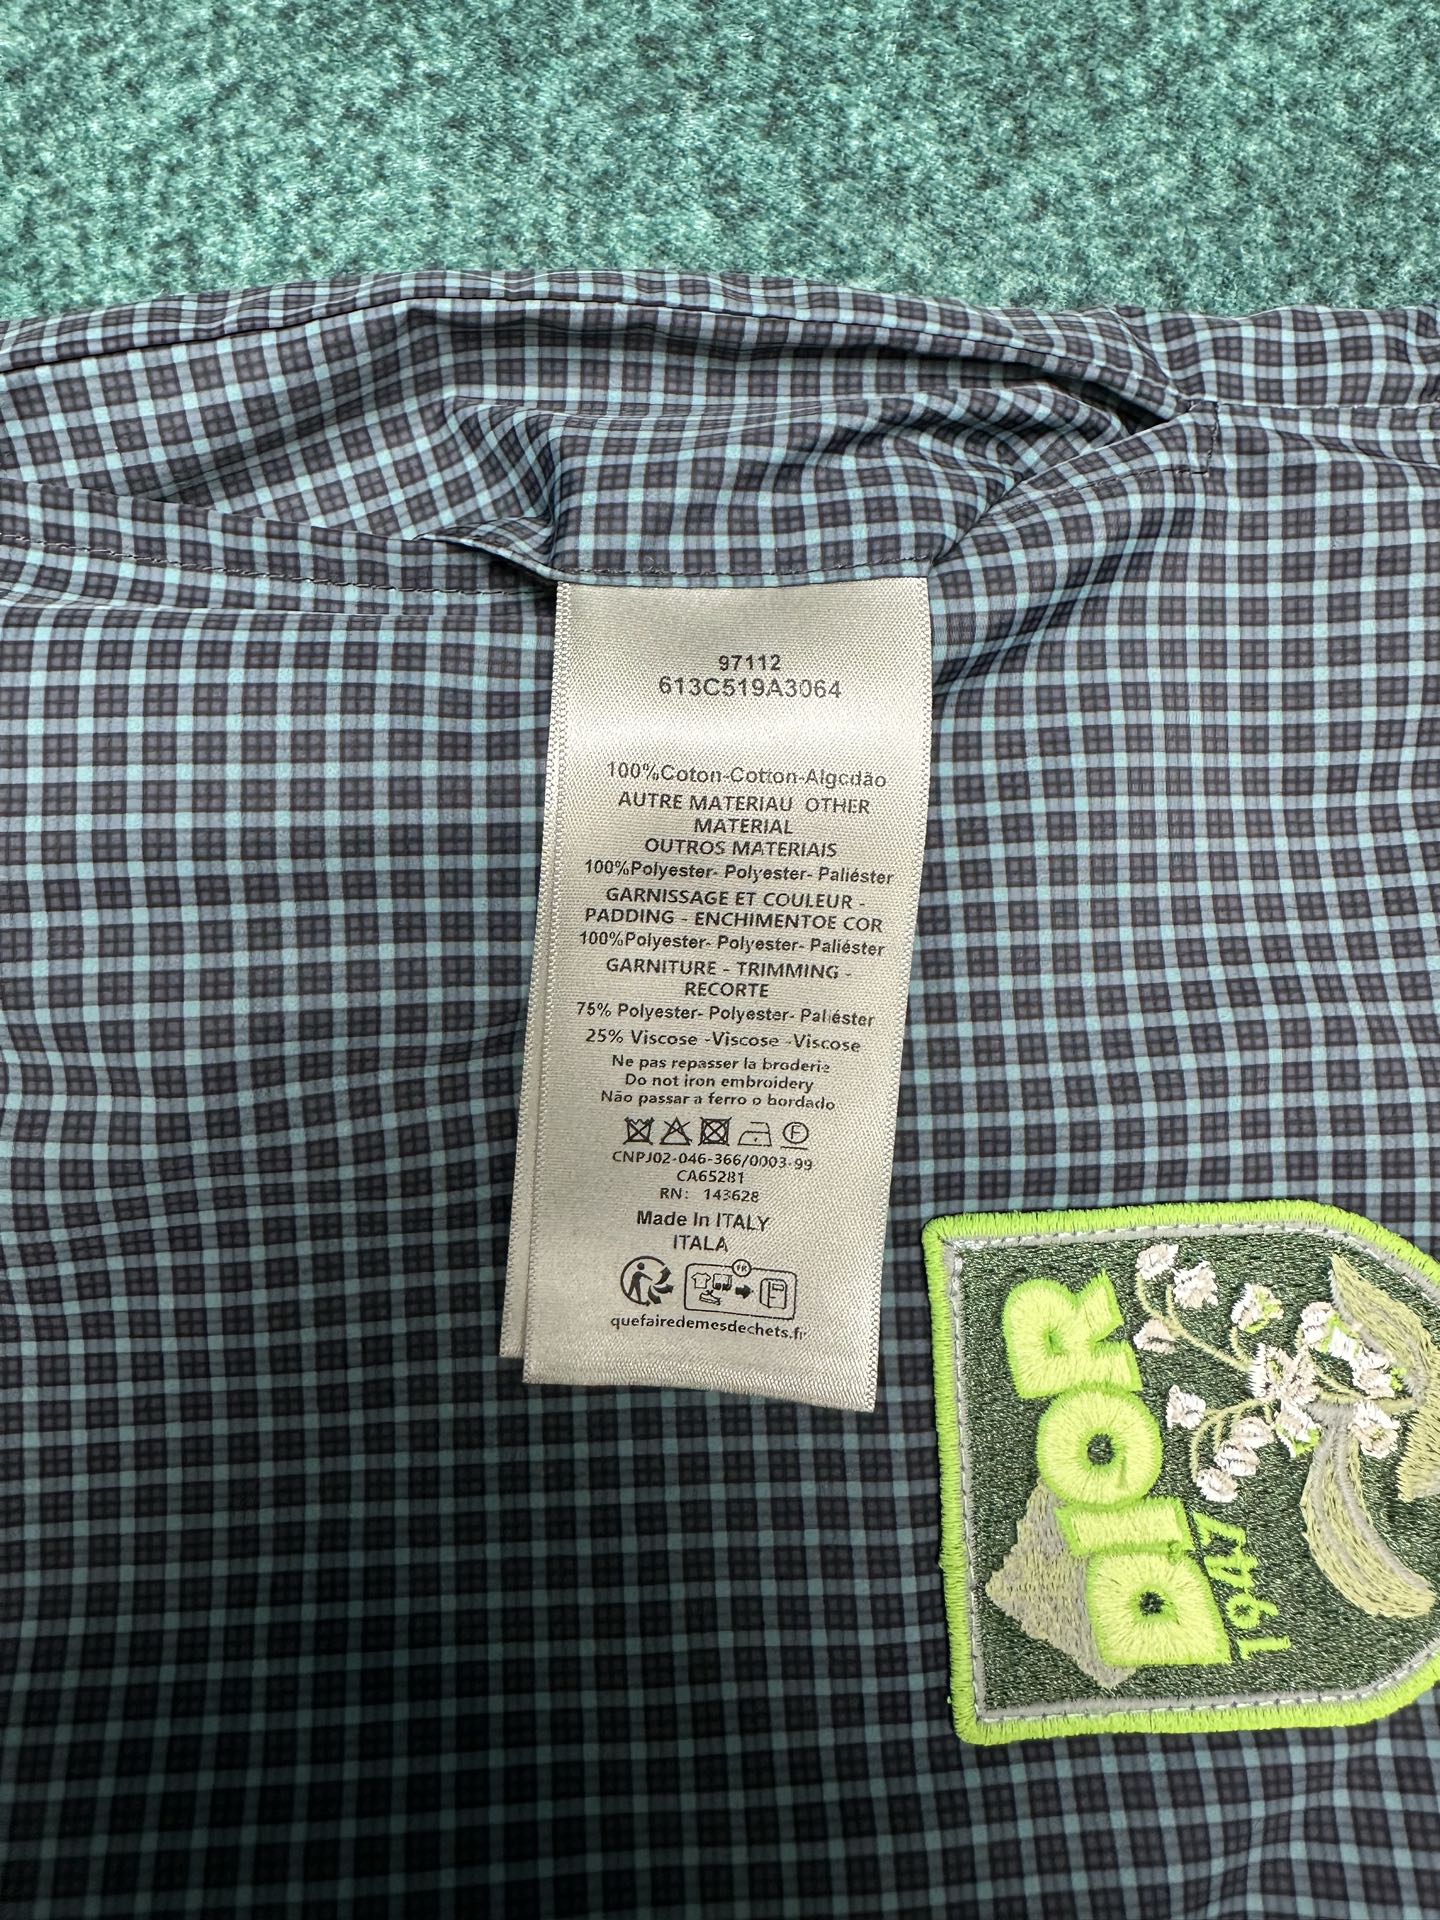 97112
613C519A3064
100%Coton-Cotton-Algodão
AUTRE MATERIAU OTHER
MATERIAL
OUTROS MATERIAIS
100%Polyester- Polyester- Paliéster
GARNISSAGE ET COULEUR -
PADDING - ENCHIMENTOE COR
100%Polyester- Polyester- Paliéster
GARNITURE - TRIMMING -
RECORTE
75% Polyester- Polyester- Paliéster
25% Viscose -Viscose -Viscose
Ne pas repasser la broderie
Do not iron embroidery
Não passar a ferro o bordado
F
CNPJ02-046-366/0003-99
CA65281
RN: 143628
Made In ITALY
ITALA
FR
quefairedemesdechets.fr
DIOR
1947